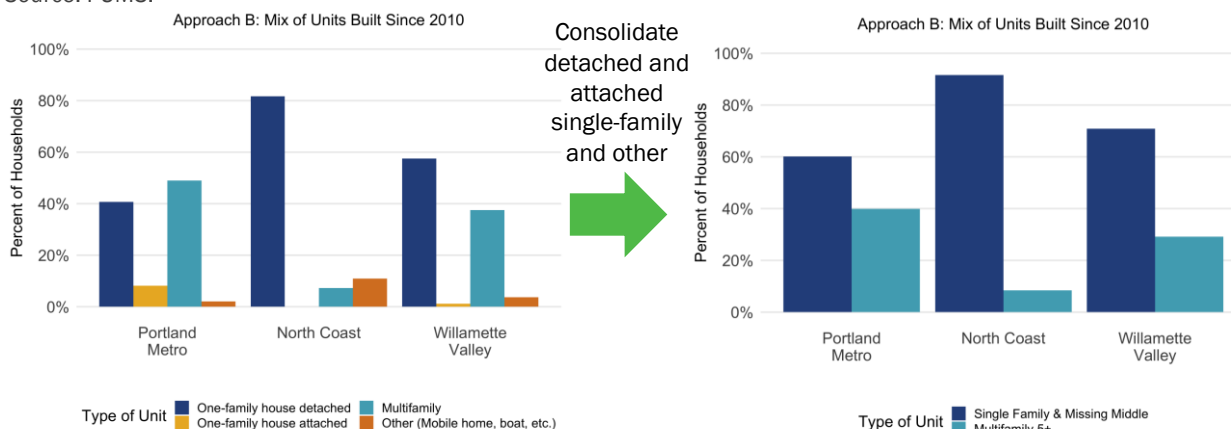 Approach B: Mix of Units Built Since 2010
100%
80%
60%
40%
20%
0%
Percent of Households
Portland
Metro
North Coast
Willamette
Valley
Type of Unit
One-family house detached
One-family house attached
Multifamily
Other (Mobile home, boat, etc.)
Consolidate
detached and
attached
single-family
and other
Approach B: Mix of Units Built Since 2010
100%
80%
60%
40%
20%
0%
Percent of Households
Portland
Metro
North Coast
Willamette
Valley
Type of Unit
Single Family & Missing Middle
Multifamily 5+